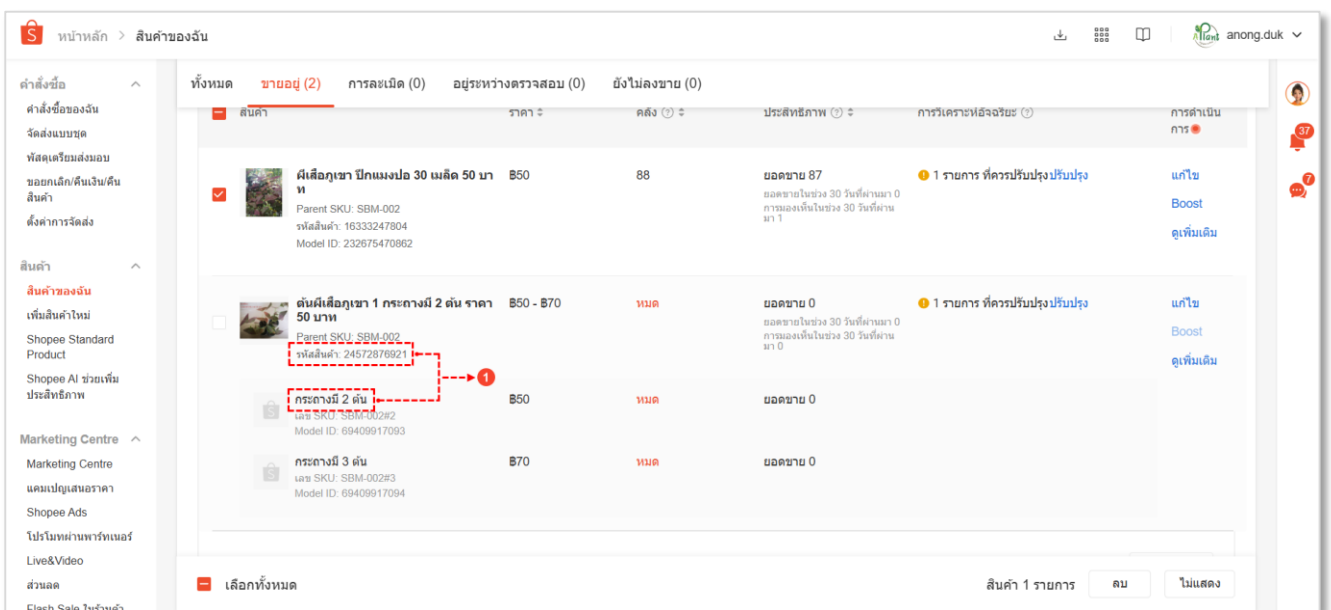 หน้าหลัก > สินค้าของฉัน
anong.duk
คำสั่งซื้อ
คำสั่งซื้อของฉัน
จัดส่งแบบชุด
พัสดุเตรียมส่งมอบ
ขอยกเลิก/คืนเงิน/คืน
สินค้า
ตั้งค่าการจัดส่ง
สินค้า
สินค้าของฉัน
เพิ่มสินค้าใหม่
Shopee Standard
Product
Shopee AI ช่วยเพิ่ม
ประสิทธิภาพ
Marketing Centre
Marketing Centre
แคมเปญเสนอราคา
Shopee Ads
โปรโมทผ่านพาร์ทเนอร์
Live&Video
ส่วนลด
Flash Sale ในร้านค้า
ทั้งหมด ขายอยู่ (2) การละเมิด (0) อยู่ระหว่างตรวจสอบ (0) ยังไม่ลงขาย (0)
สินค้า ราคา คลัง ประสิทธิภาพ การวิเคราะห์อัจฉริยะ การดำเนิน
การ
ผีเสื้อภูเขา ปีกแมงปอ 30 เมล็ด 50 บา ฿50 88 ยอดขาย 87 1 รายการ ที่ควรปรับปรุง ปรับปรุง แก้ไข
ท
ยอดขายในช่วง 30 วันที่ผ่านมา 0
การมองเห็นในช่วง 30 วันที่ผ่าน
มา 1
Parent SKU: SBM-002
รหัสสินค้า: 16333247804
Model ID: 232675470862
Boost
ดูเพิ่มเติม
ต้นผีเสื้อภูเขา 1 กระถางมี 2 ต้น ราคา ฿50 - ฿70 หมด ยอดขาย 0 1 รายการ ที่ควรปรับปรุง ปรับปรุง แก้ไข
50 บาท
ยอดขายในช่วง 30 วันที่ผ่านมา 0
การมองเห็นในช่วง 30 วันที่ผ่าน
มา 0
Parent SKU: SBM-002
รหัสสินค้า: 24572876921
Boost
ดูเพิ่มเติม
1
กระถางมี 2 ต้น ฿50 หมด ยอดขาย 0
เลข SKU: SBM-002#2
Model ID: 69409917093
กระถางมี 3 ต้น ฿70 หมด ยอดขาย 0
เลข SKU: SBM-002#3
Model ID: 69409917094
เลือกทั้งหมด สินค้า 1 รายการ ลบ ไม่แสดง
37
7